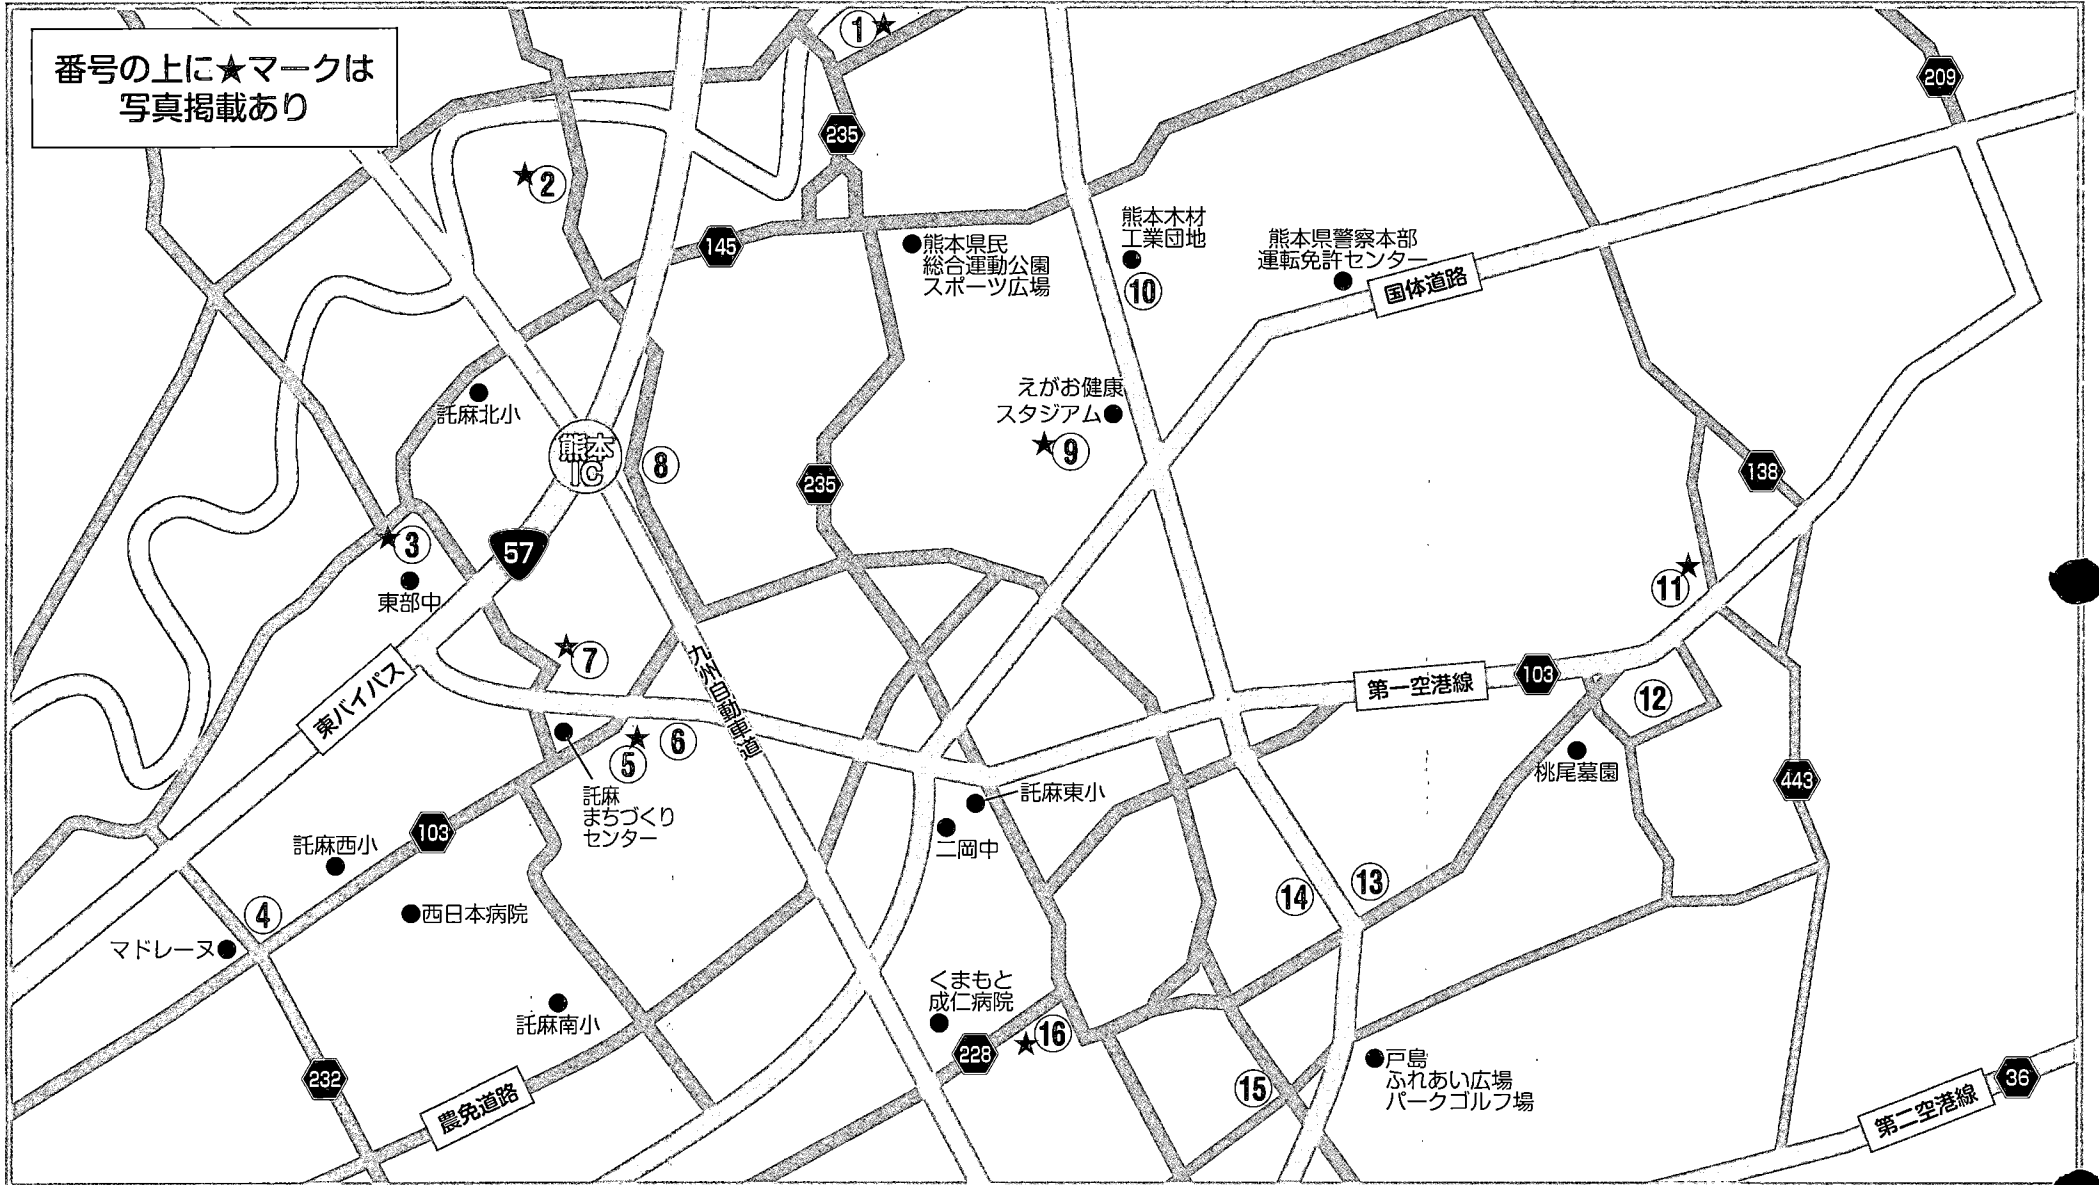 番号の上に★マークは
写真掲載あり
①★
209
235
★②
145
熊本県民
総合運動公園
スポーツ広場
熊本木材
工業団地
⑩
熊本県警察本部
運転免許センター
国体道路
託麻北小
熊本
IC
⑧
235
えがお健康
スタジアム
★⑨
138
★③
57
東部中
★
⑪
★⑦
九州自動車道
東バイパス
第一空港線
103
⑫
★
⑤
⑥
託麻
まちづくり
センター
託麻東小
二岡中
桃尾墓園
443
103
託麻西小
④
西日本病院
マドレーヌ
⑭
⑬
託麻南小
くまもと
成仁病院
228
★⑯
232
農免道路
⑮
戸島
ふれあい広場
パークゴルフ場
第二空港線
36